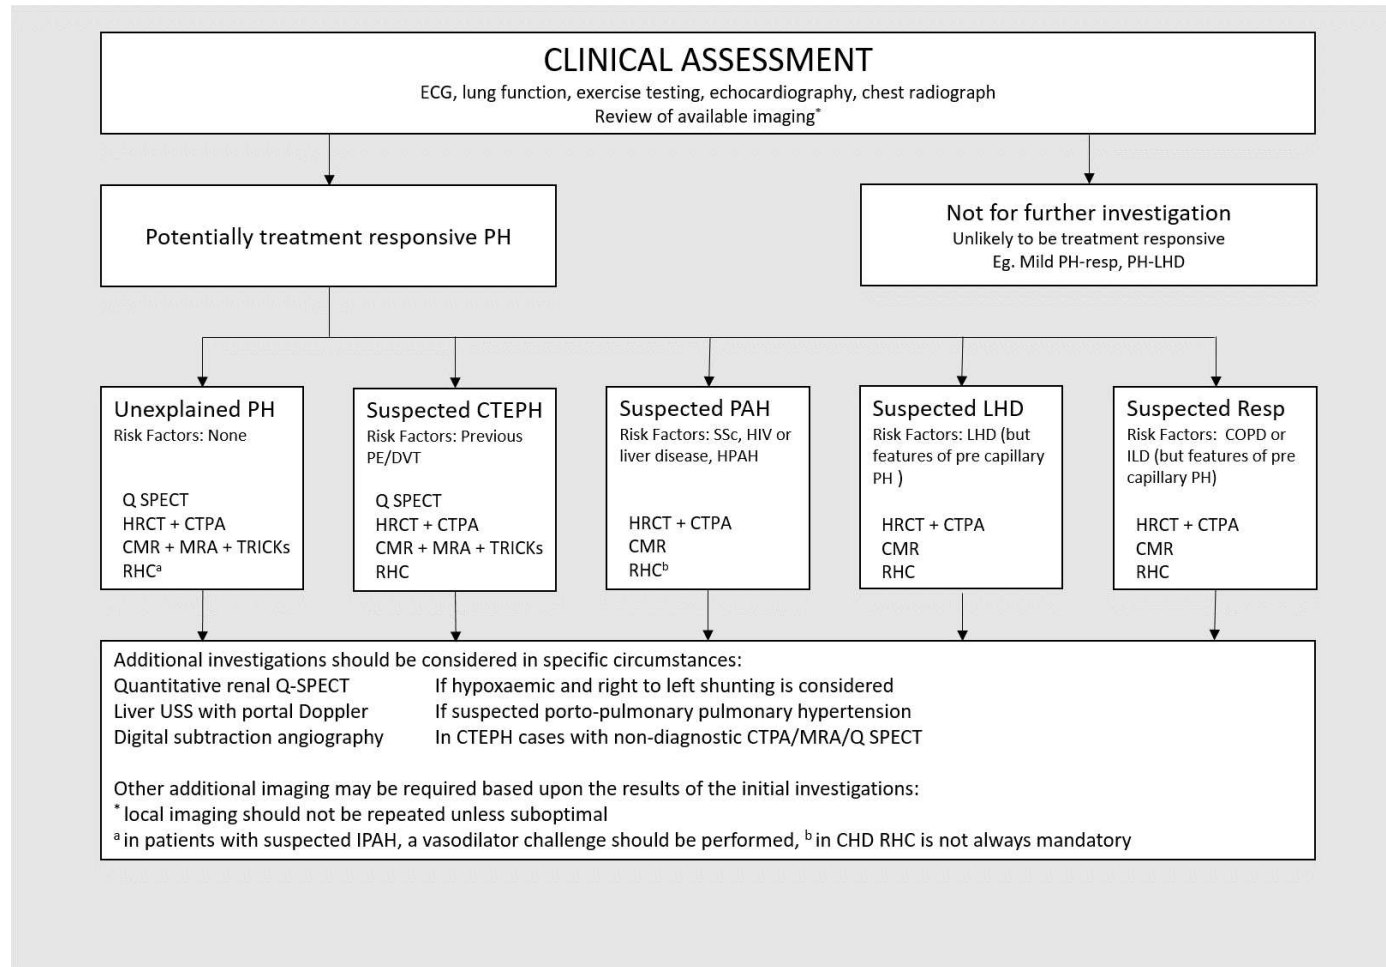 CLINICAL ASSESSMENT
ECG, lung function, exercise testing, echocardiography, chest radiograph
Review of available imaging*
Potentially treatment responsive PH
Not for further investigation
Unlikely to be treatment responsive
Eg. Mild PH-resp, PH-LHD
Unexplained PH
Risk Factors: None
Q SPECT
HRCT + CTPA
CMR + MRA + TRICKs
RHCᵃ
Suspected CTEPH
Risk Factors: Previous
PE/DVT
Q SPECT
HRCT + CTPA
CMR + MRA + TRICKs
RHC
Suspected PAH
Risk Factors: SSc, HIV or
liver disease, HPAH
HRCT + CTPA
CMR
RHCᵇ
Suspected LHD
Risk Factors: LHD (but
features of pre capillary
PH )
HRCT + CTPA
CMR
RHC
Suspected Resp
Risk Factors: COPD or
ILD (but features of pre
capillary PH)
HRCT + CTPA
CMR
RHC
Additional investigations should be considered in specific circumstances:
Quantitative renal Q-SPECT If hypoxaemic and right to left shunting is considered
Liver USS with portal Doppler If suspected porto-pulmonary pulmonary hypertension
Digital subtraction angiography In CTEPH cases with non-diagnostic CTPA/MRA/Q SPECT
Other additional imaging may be required based upon the results of the initial investigations:
* local imaging should not be repeated unless suboptimal
ᵃ in patients with suspected IPAH, a vasodilator challenge should be performed, ᵇ in CHD RHC is not always mandatory